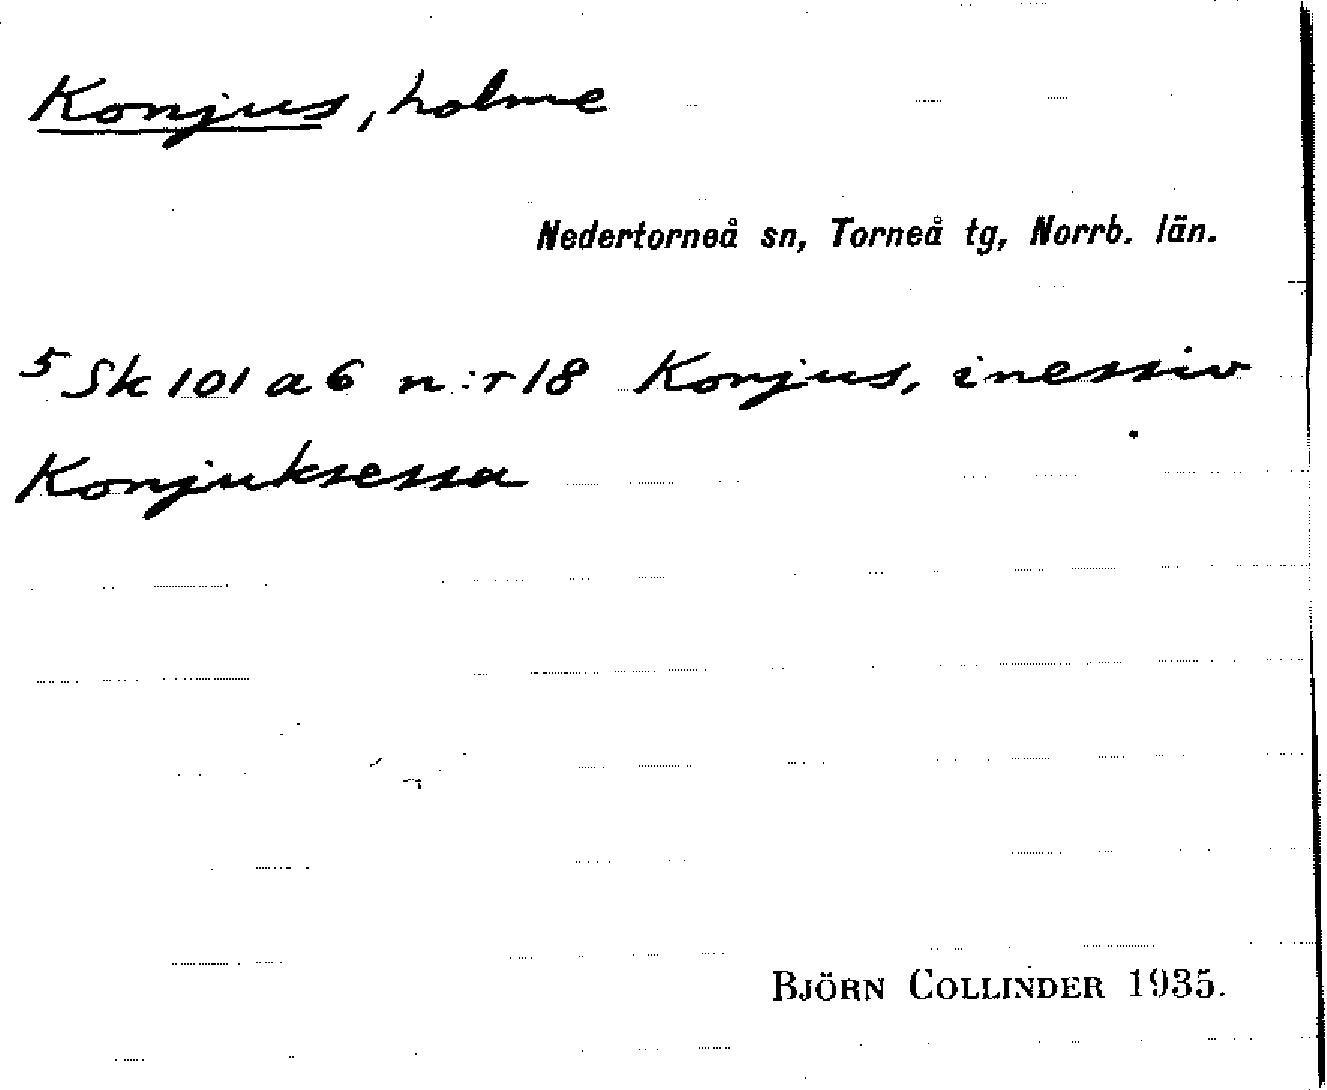 Konjus, holme
Nedertorneå sn, Torneå tg, Norrb. län.
5 Sk 101 a 6 n:r 18 Konjus, inessiv
Konjuksessa
BJÖRN COLLINDER 1935.